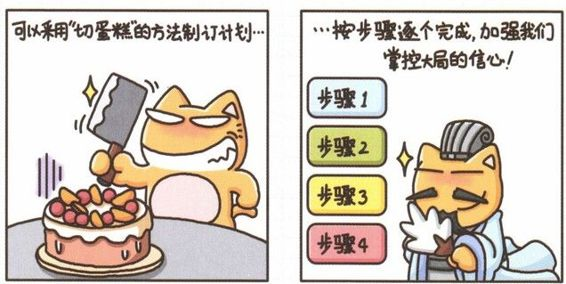 可以采用“切蛋糕”的方法制订计划…
…按步骤逐个完成,加强我们
掌控大局的信心!
步骤1
步骤2
步骤3
步骤4